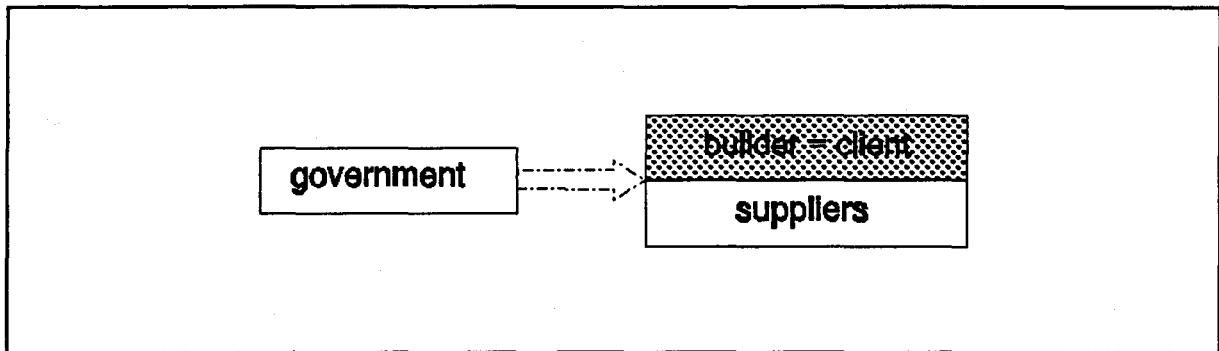 government
builder = client
suppliers